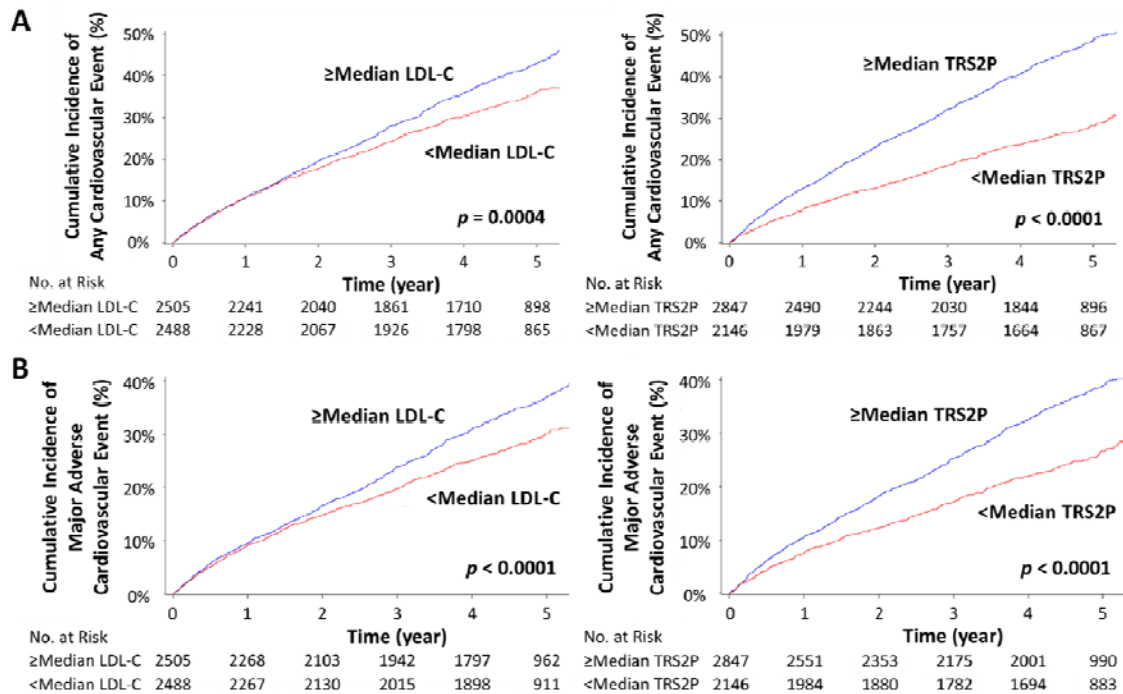 A
Cumulative Incidence of
Any Cardiovascular Event (%)
50%
40%
30%
20%
10%
0%
≥Median LDL-C
<Median LDL-C
p = 0.0004
0 1 2 3 4 5
No. at Risk
Time (year)
≥Median LDL-C 2505 2241 2040 1861 1710 898
<Median LDL-C 2488 2228 2067 1926 1798 865
Cumulative Incidence of
Any Cardiovascular Event (%)
50%
40%
30%
20%
10%
0%
≥Median TRS2P
<Median TRS2P
p < 0.0001
0 1 2 3 4 5
No. at Risk
Time (year)
≥Median TRS2P 2847 2490 2244 2030 1844 896
<Median TRS2P 2146 1979 1863 1757 1664 867
B
Cumulative Incidence of
Major Adverse
Cardiovascular Event (%)
40%
30%
20%
10%
0%
≥Median LDL-C
<Median LDL-C
p < 0.0001
0 1 2 3 4 5
No. at Risk
Time (year)
≥Median LDL-C 2505 2268 2103 1942 1797 962
<Median LDL-C 2488 2267 2130 2015 1898 911
Cumulative Incidence of
Major Adverse
Cardiovascular Event (%)
40%
30%
20%
10%
0%
≥Median TRS2P
<Median TRS2P
p < 0.0001
0 1 2 3 4 5
No. at Risk
Time (year)
≥Median TRS2P 2847 2551 2353 2175 2001 990
<Median TRS2P 2146 1984 1880 1782 1694 883